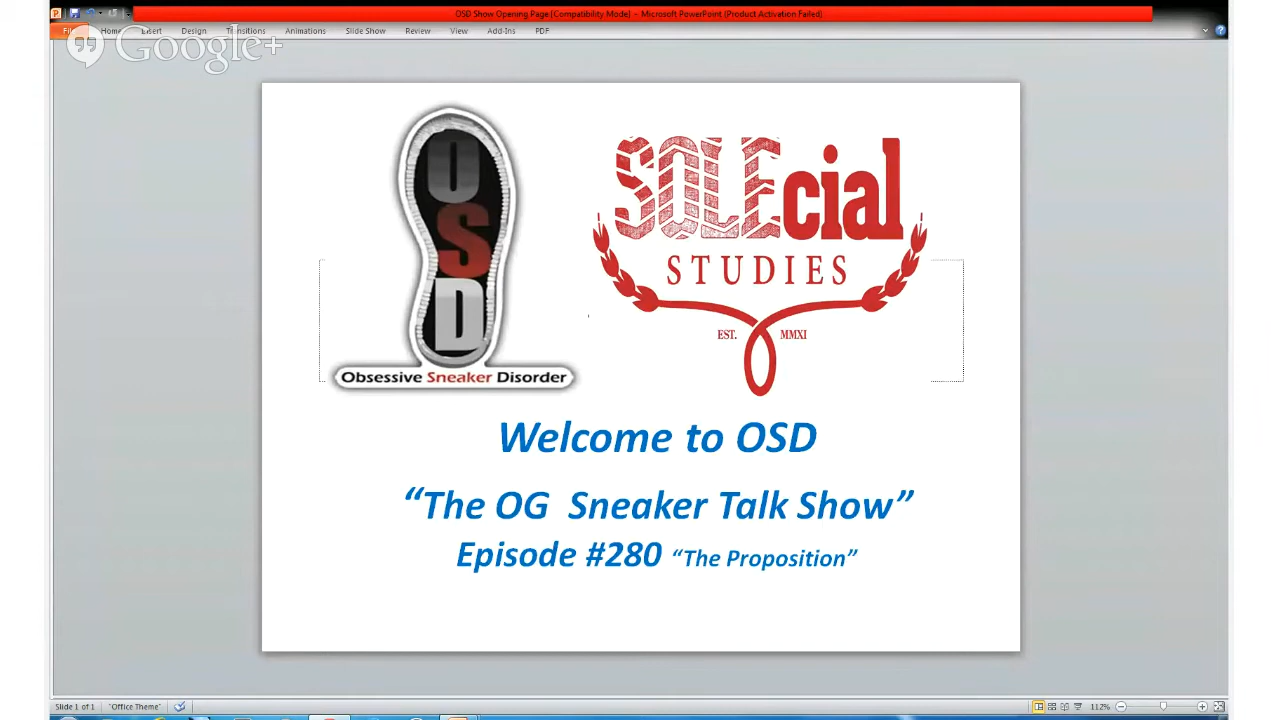 OSD Show Opening Page [Compatibility Mode] - Microsoft PowerPoint (Product Activation Failed)
File Home Insert Design Transitions Animations Slide Show Review View Add-Ins PDF
Google+
OSD
Obsessive Sneaker Disorder
SOLEcial
STUDIES
EST. MMXI
Welcome to OSD
“The OG  Sneaker Talk Show”
Episode #280 “The Proposition”
Slide 1 of 1 "Office Theme" 112%